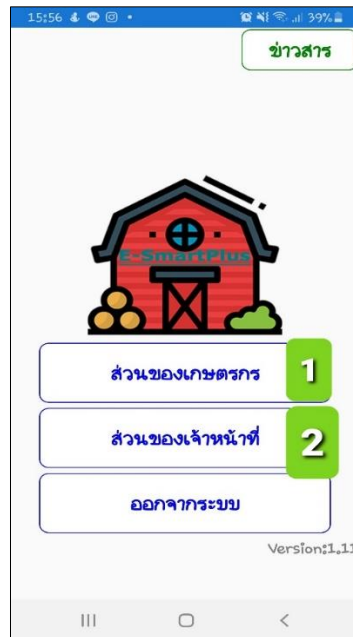 15:56 39%
ข่าวสาร
E-SmartPlus
ส่วนของเกษตรกร 1
ส่วนของเจ้าหน้าที่ 2
ออกจากระบบ
Version:1.11